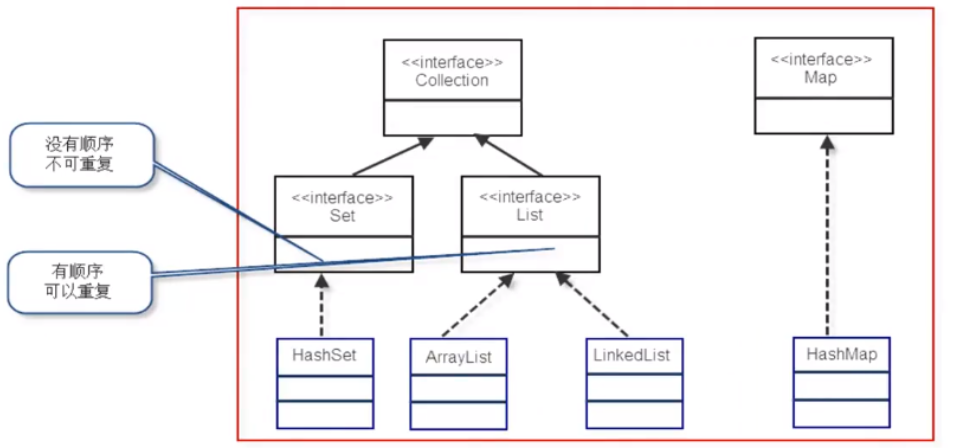 <<interface>>
Collection
<<interface>>
Map
没有顺序
不可重复
<<interface>>
Set
<<interface>>
List
有顺序
可以重复
HashSet
ArrayList
LinkedList
HashMap